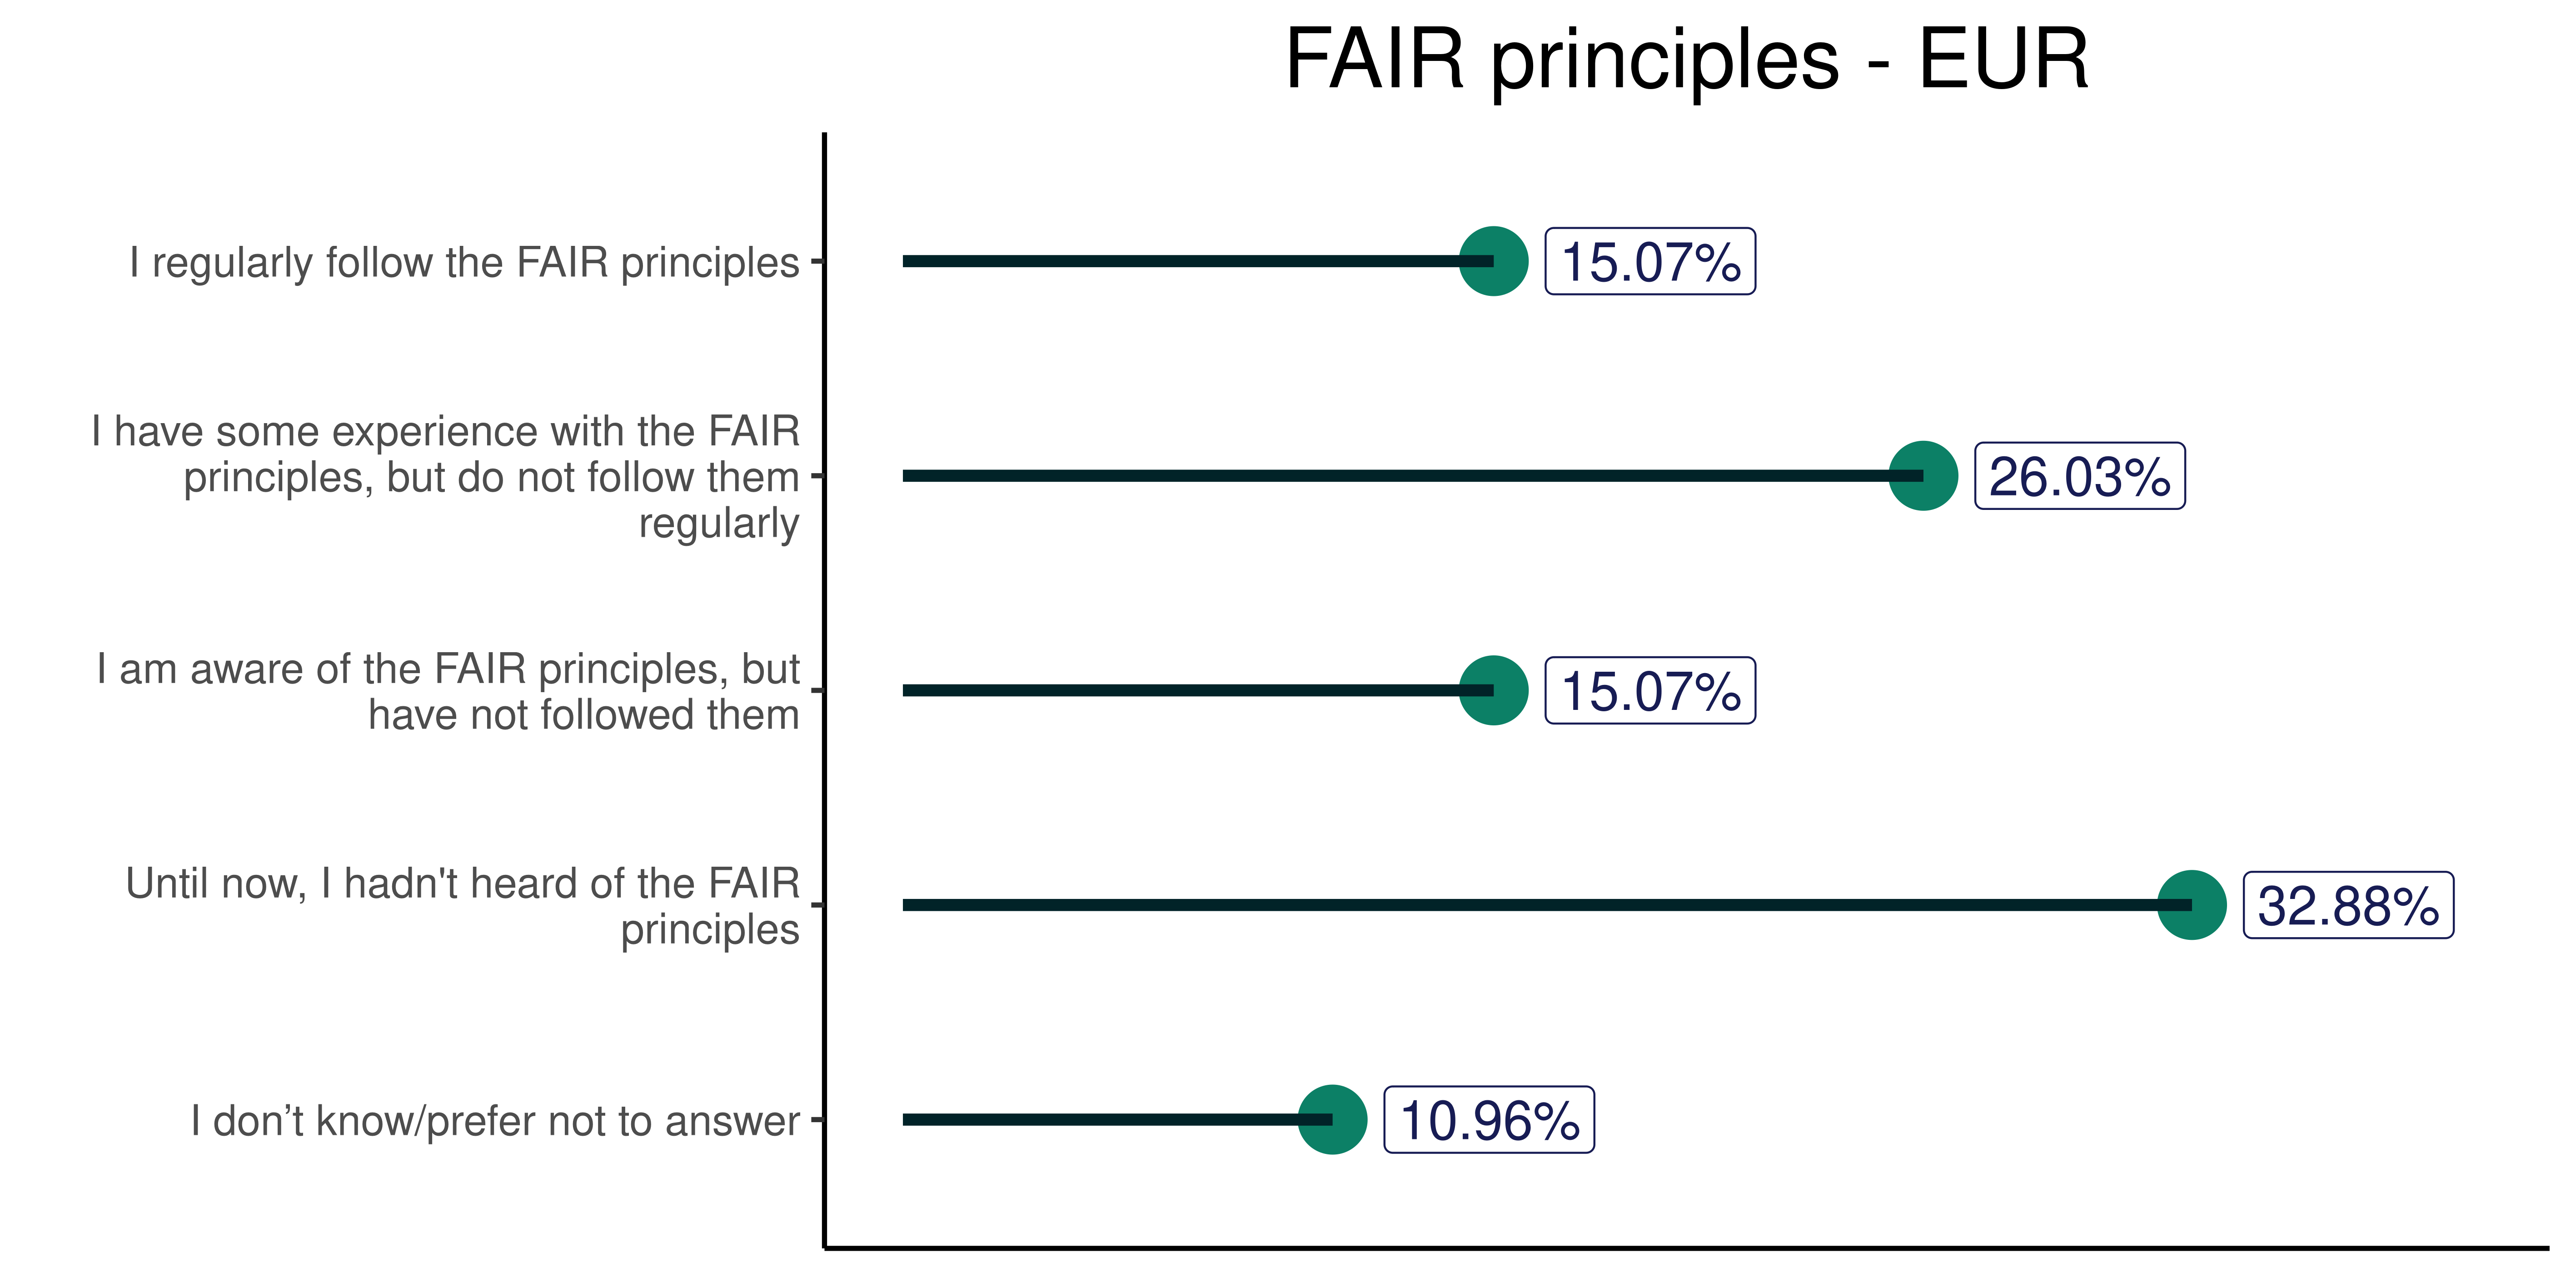 FAIR principles - EUR
I regularly follow the FAIR principles
15.07%
I have some experience with the FAIR
principles, but do not follow them
regularly
26.03%
I am aware of the FAIR principles, but
have not followed them
15.07%
Until now, I hadn't heard of the FAIR
principles
32.88%
I don’t know/prefer not to answer
10.96%